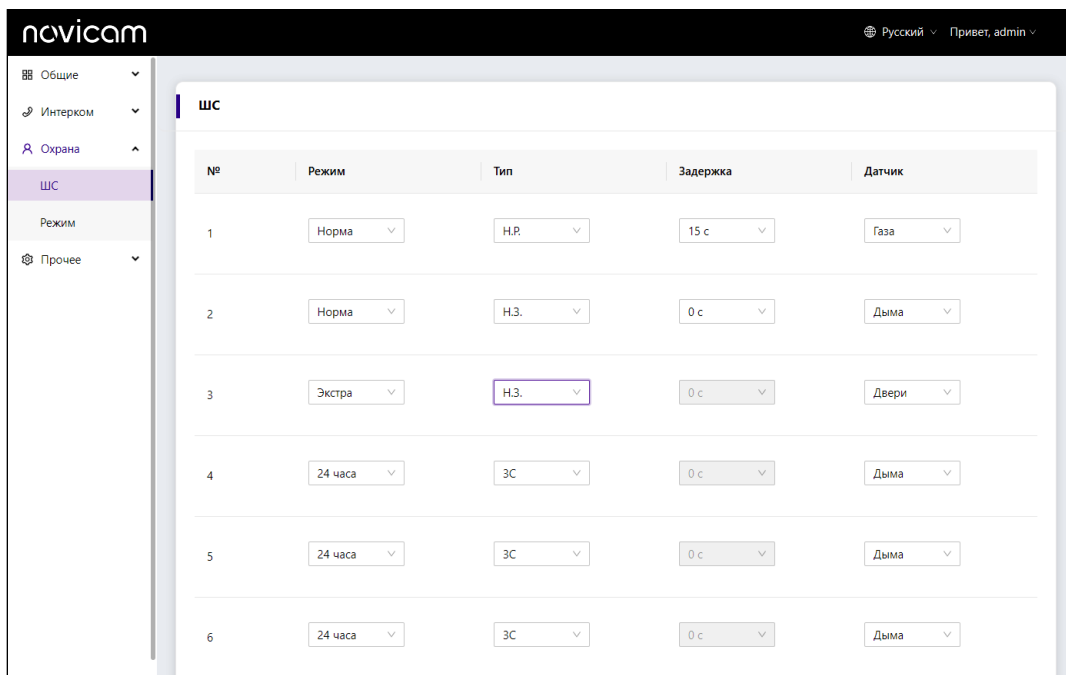 novicam
Русский Привет, admin
Общие
Интерком
Охрана
ШС
Режим
Прочее
ШС
№ Режим Тип Задержка Датчик
1 Норма Н.Р. 15 с Газа
2 Норма Н.З. 0 с Дыма
3 Экстра Н.З. 0 с Двери
4 24 часа ЗС 0 с Дыма
5 24 часа ЗС 0 с Дыма
6 24 часа ЗС 0 с Дыма